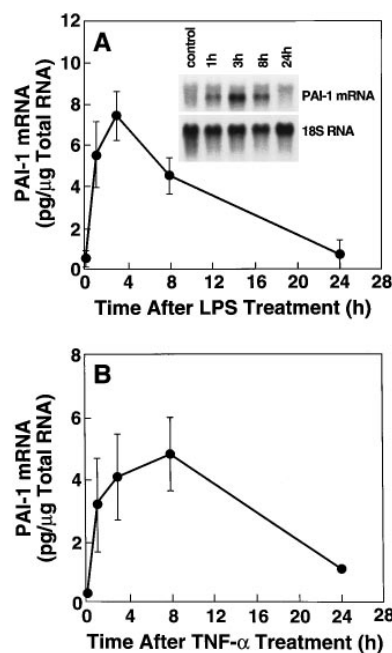 A
control
1h
3h
8h
24h
PAI-1 mRNA
18S RNA
PAI-1 mRNA
(pg/μg Total RNA)
12
10
8
6
4
2
0
0 4 8 12 16 20 24 28
Time After LPS Treatment (h)
B
PAI-1 mRNA
(pg/μg Total RNA)
8
6
4
2
0
0 4 8 12 16 20 24 28
Time After TNF-α Treatment (h)